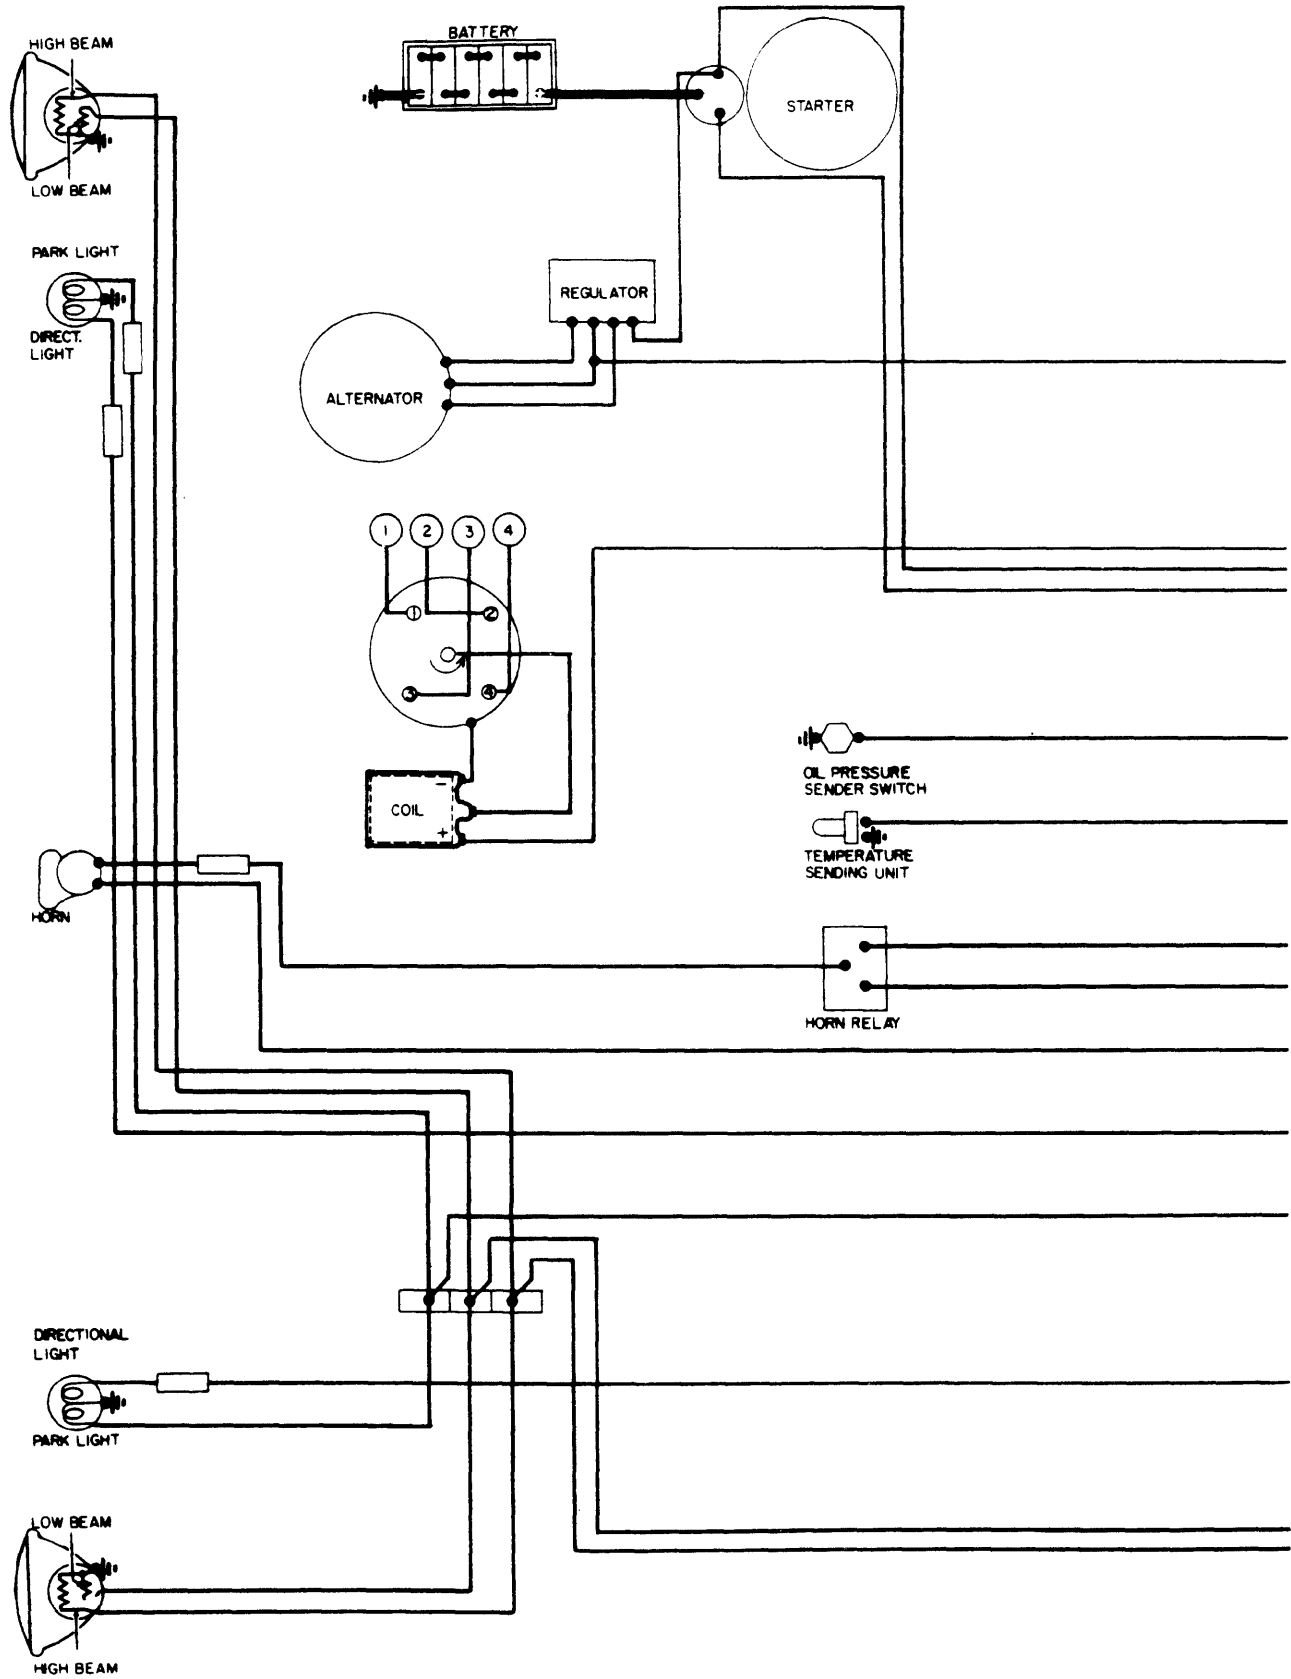 HIGH BEAM
BATTERY
STARTER
LOW BEAM
PARK LIGHT
DIRECT.
LIGHT
REGULATOR
ALTERNATOR
1 2 3 4
1 2
3 4
-
COIL
+
OIL PRESSURE
SENDER SWITCH
TEMPERATURE
SENDING UNIT
HORN
HORN RELAY
DIRECTIONAL
LIGHT
PARK LIGHT
LOW BEAM
HIGH BEAM